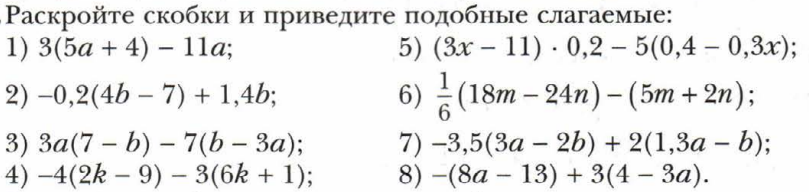 Раскройте скобки и приведите подобные слагаемые:
1) 3(5a + 4) – 11a; 5) (3x – 11) · 0,2 – 5(0,4 – 0,3x);
2) –0,2(4b – 7) + 1,4b; 6) 1/6 (18m – 24n) – (5m + 2n);
3) 3a(7 – b) – 7(b – 3a); 7) –3,5(3a – 2b) + 2(1,3a – b);
4) –4(2k – 9) – 3(6k + 1); 8) –(8a – 13) + 3(4 – 3a).